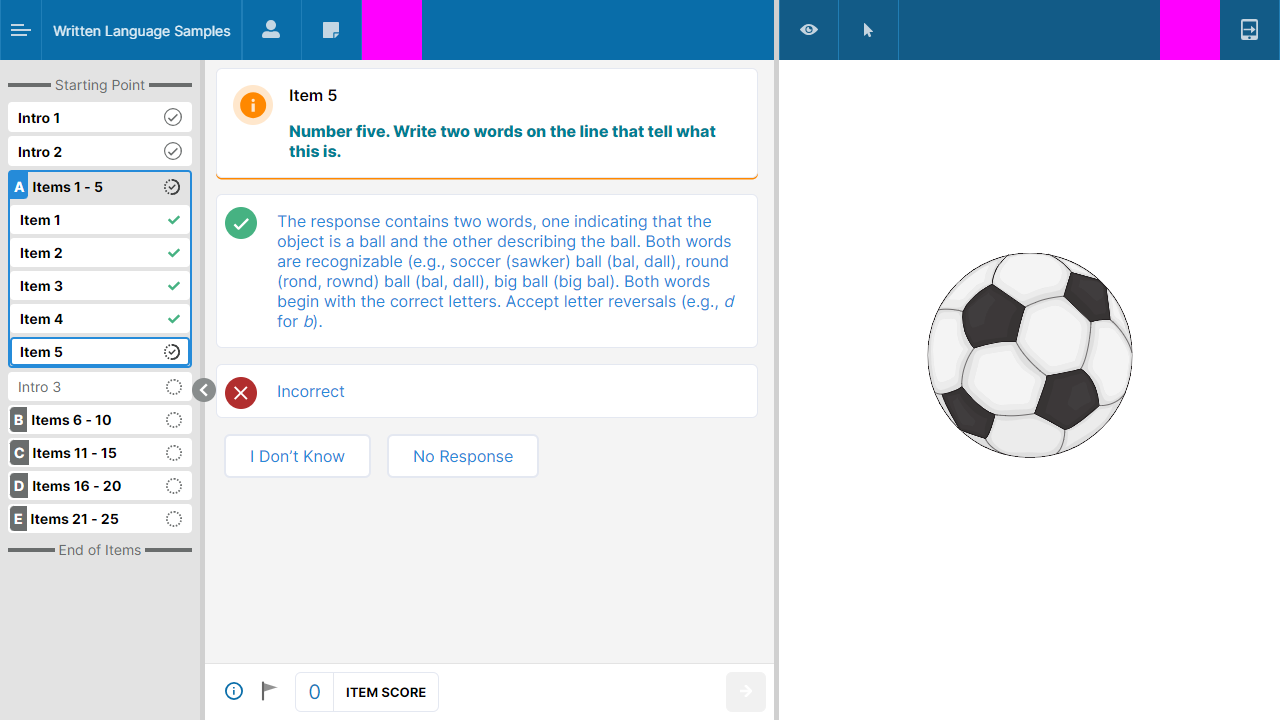 Written Language Samples
Starting Point
Intro 1
Intro 2
A Items 1 - 5
Item 1
Item 2
Item 3
Item 4
Item 5
Intro 3
B Items 6 - 10
C Items 11 - 15
D Items 16 - 20
E Items 21 - 25
End of Items
Item 5
Number five. Write two words on the line that tell what
this is.
The response contains two words, one indicating that the
object is a ball and the other describing the ball. Both words
are recognizable (e.g., soccer (sawker) ball (bal, dall), round
(rond, rownd) ball (bal, dall), big ball (big bal). Both words
begin with the correct letters. Accept letter reversals (e.g., d
for b).
Incorrect
I Don’t Know
No Response
0 ITEM SCORE